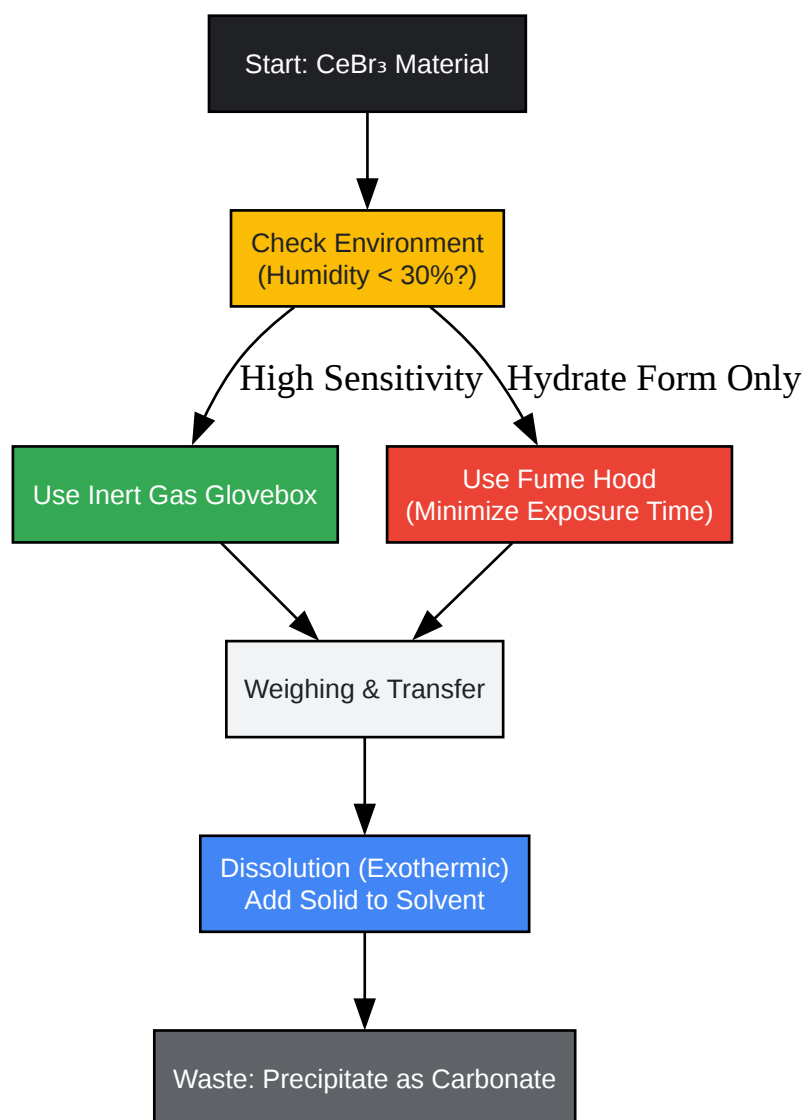 Start: CeBr₃ Material
Check Environment
(Humidity < 30%?)
High Sensitivity
Hydrate Form Only
Use Inert Gas Glovebox
Use Fume Hood
(Minimize Exposure Time)
Weighing & Transfer
Dissolution (Exothermic)
Add Solid to Solvent
Waste: Precipitate as Carbonate